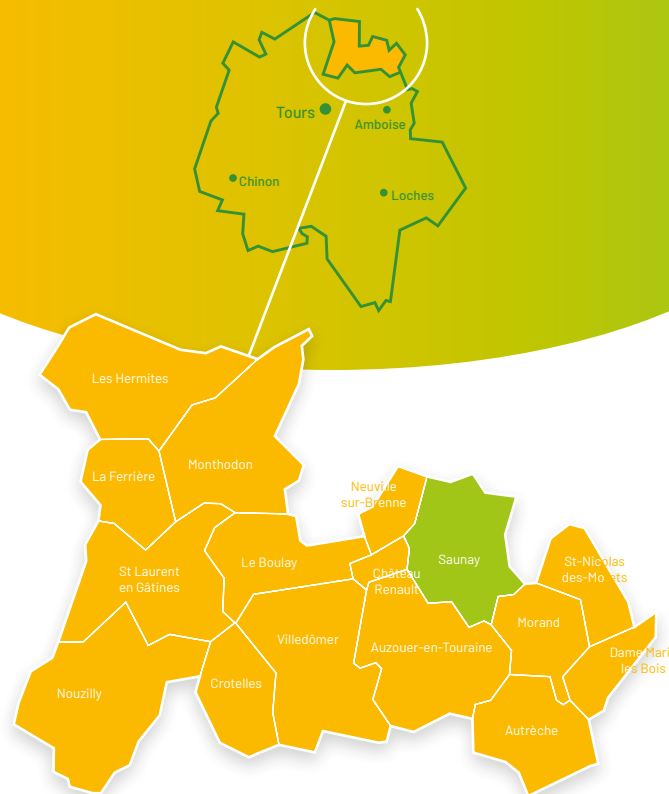 Tours
Amboise
Chinon
Loches
Les Hermites
Monthodon
La Ferrière
Neuville
sur-Brenne
Saunay
Le Boulay
St Laurent
en Gâtines
Château
Renault
St-Nicolas
des-Motets
Morand
Villedômer
Auzouer-en-Touraine
Dame Mari
les Bois
Crotelles
Nouzilly
Autrèche